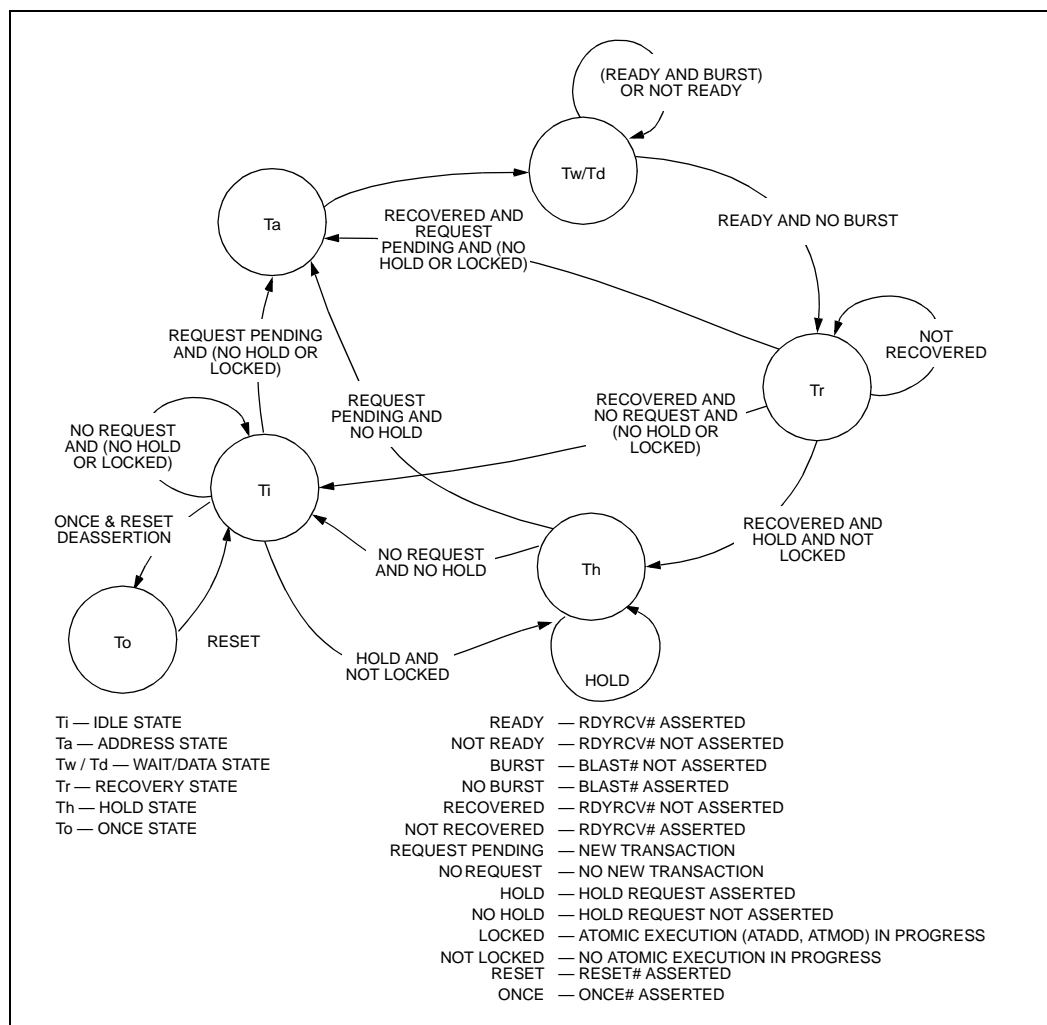 (READY AND BURST)
OR NOT READY
Tw/Td
Ta
RECOVERED AND
REQUEST
PENDING AND (NO
HOLD OR LOCKED)
READY AND NO BURST
REQUEST PENDING
AND (NO HOLD OR
LOCKED)
NOT
RECOVERED
Tr
REQUEST
PENDING AND
NO HOLD
RECOVERED AND
NO REQUEST AND
(NO HOLD OR
LOCKED)
NO REQUEST
AND (NO HOLD
OR LOCKED)
Ti
ONCE & RESET
DEASSERTION
NO REQUEST
AND NO HOLD
Th
RECOVERED AND
HOLD AND NOT
LOCKED
To
RESET
HOLD AND
NOT LOCKED
HOLD
Ti — IDLE STATE
Ta — ADDRESS STATE
Tw / Td — WAIT/DATA STATE
Tr — RECOVERY STATE
Th — HOLD STATE
To — ONCE STATE
READY — RDYRCV# ASSERTED
NOT READY — RDYRCV# NOT ASSERTED
BURST — BLAST# NOT ASSERTED
NO BURST — BLAST# ASSERTED
RECOVERED — RDYRCV# NOT ASSERTED
NOT RECOVERED — RDYRCV# ASSERTED
REQUEST PENDING — NEW TRANSACTION
NO REQUEST — NO NEW TRANSACTION
HOLD — HOLD REQUEST ASSERTED
NO HOLD — HOLD REQUEST NOT ASSERTED
LOCKED — ATOMIC EXECUTION (ATADD, ATMOD) IN PROGRESS
NOT LOCKED — NO ATOMIC EXECUTION IN PROGRESS
RESET — RESET# ASSERTED
ONCE — ONCE# ASSERTED